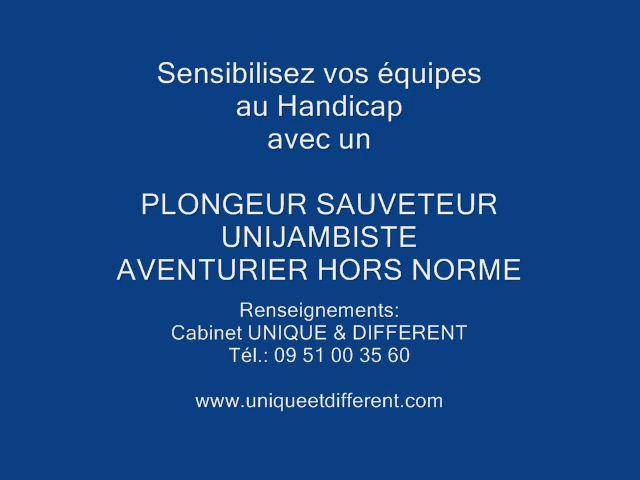 Sensibilisez vos équipes
au Handicap
avec un
PLONGEUR SAUVETEUR
UNIJAMBISTE
AVENTURIER HORS NORME
Renseignements:
Cabinet UNIQUE & DIFFERENT
Tél.: 09 51 00 35 60
www.uniqueetdifferent.com